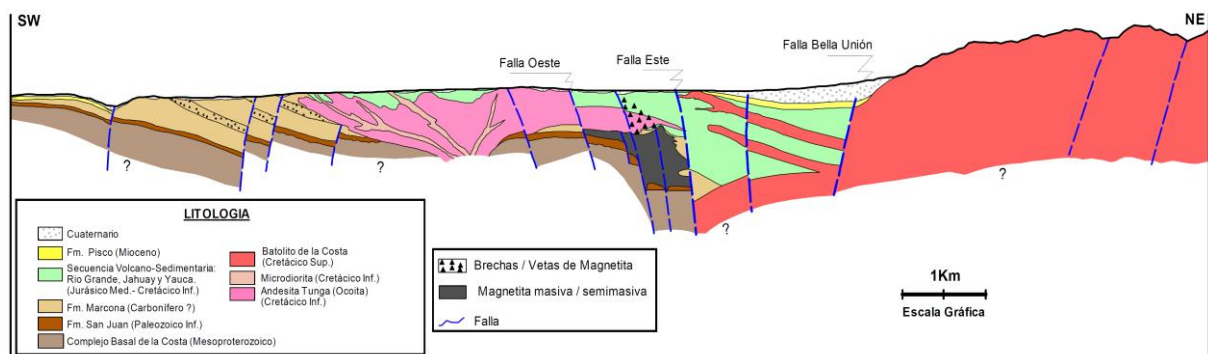 SW
NE
Falla Bella Unión
Falla Oeste
Falla Este
?
?
?
?
LITOLOGIA
Cuaternario
Fm. Pisco (Mioceno)
Secuencia Volcano-Sedimentaria:
Rio Grande, Jahuay y Yauca.
(Jurásico Med.- Cretácico Inf.)
Fm. Marcona (Carbonífero ?)
Fm. San Juan (Paleozoico Inf.)
Complejo Basal de la Costa (Mesoproterozoico)
Batolito de la Costa
(Cretácico Sup.)
Microdiorita (Cretácico Inf.)
Andesita Tunga (Ocoita)
(Cretácico Inf.)
Brechas / Vetas de Magnetita
Magnetita masiva / semimasiva
Falla
1Km
Escala Gráfica